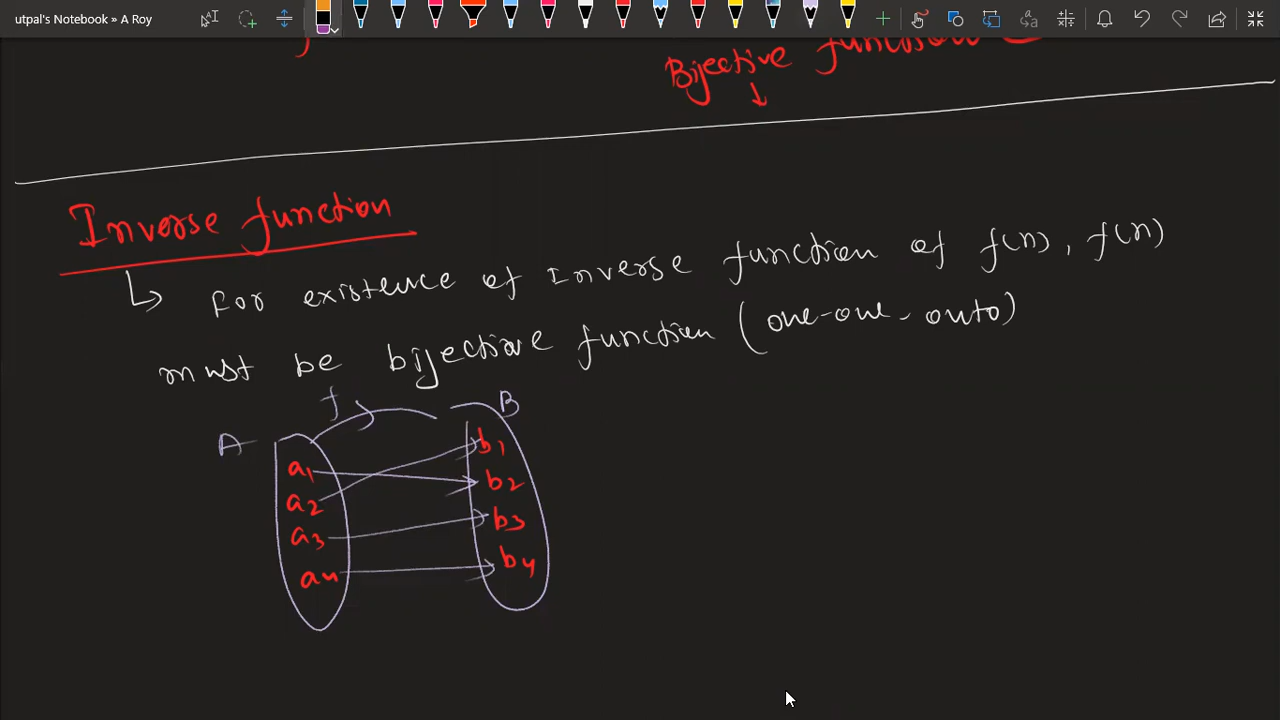 utpal's Notebook » A Roy
Bijective function
Inverse function
↳ For existence of Inverse function of f(n), f(n)
must be bijective function (one-one, onto)
f
A B
a1 b1
a2 b2
a3 b3
a4 b4